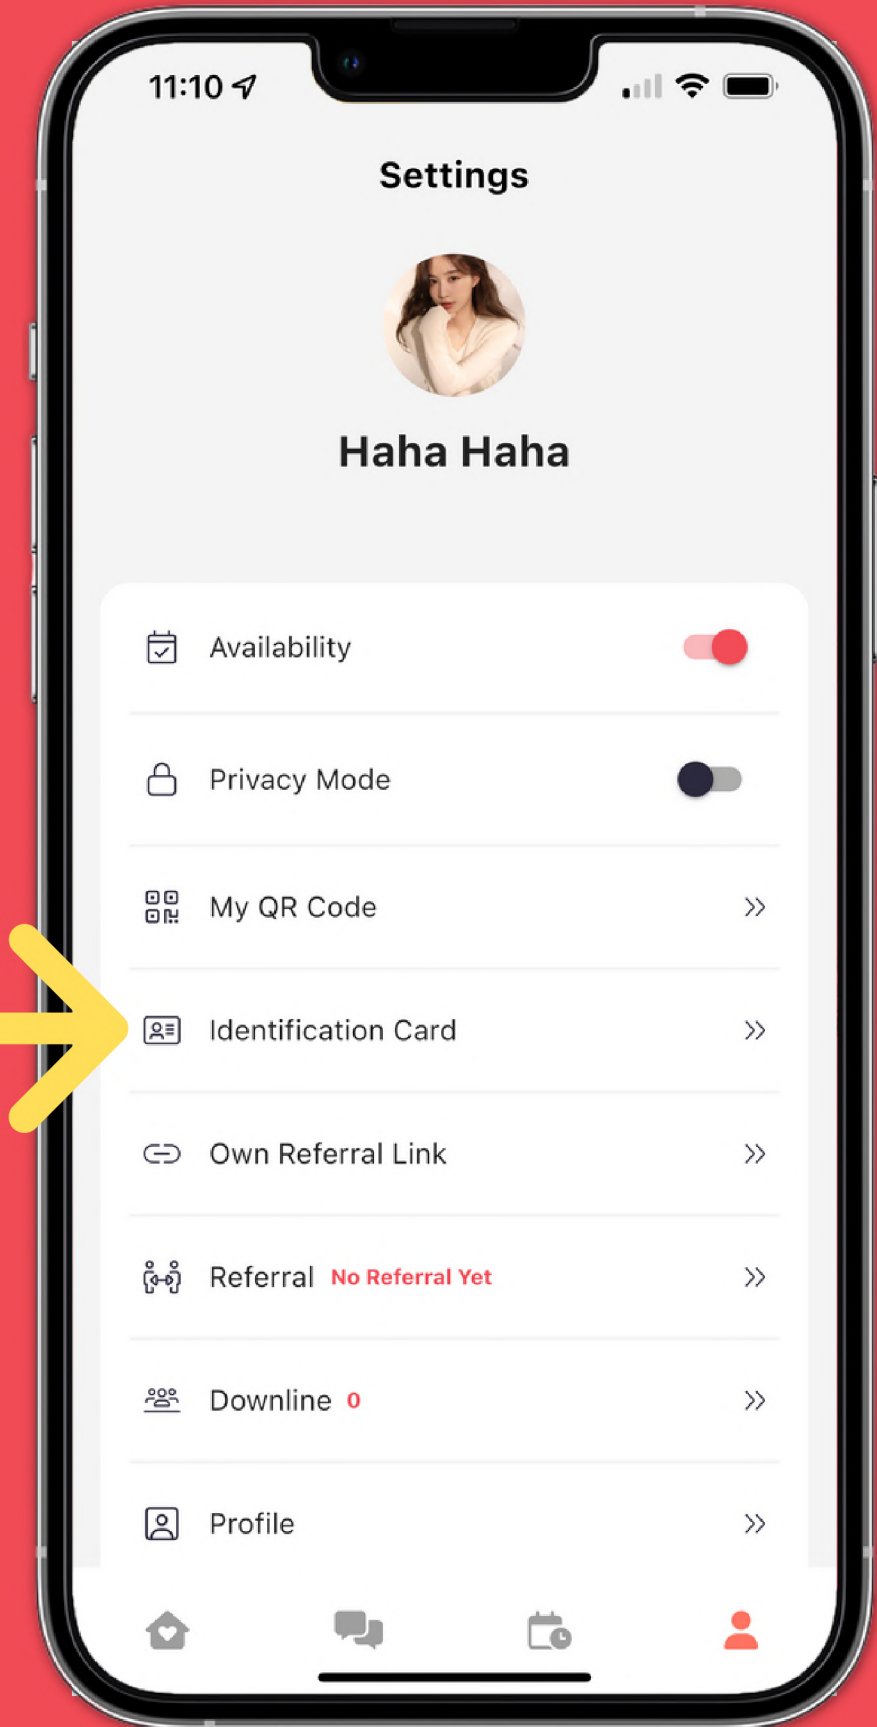 11:10
Settings
Haha Haha
Availability
Privacy Mode
My QR Code
Identification Card
Own Referral Link
Referral No Referral Yet
Downline 0
Profile